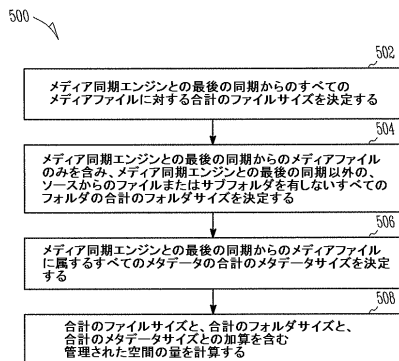 500
502
メディア同期エンジンとの最後の同期からのすべての
メディアファイルに対する合計のファイルサイズを決定する
504
メディア同期エンジンとの最後の同期からのメディアファイル
のみを含み、メディア同期エンジンとの最後の同期以外の、
ソースからのファイルまたはサブフォルダを有しないすべての
フォルダの合計のフォルダサイズを決定する
506
メディア同期エンジンとの最後の同期からのメディアファイル
に属するすべてのメタデータの合計のメタデータサイズを決定
する
508
合計のファイルサイズと、合計のフォルダサイズと、
合計のメタデータサイズとの加算を含む
管理された空間の量を計算する